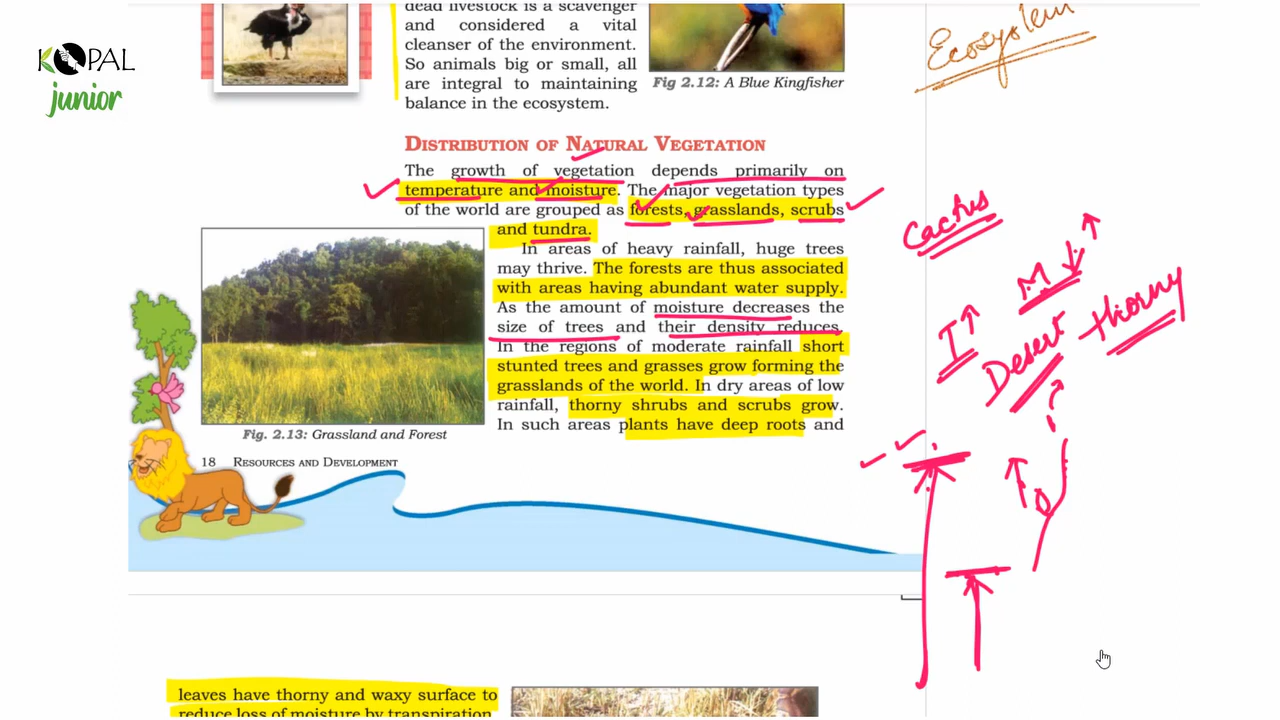 KOPAL
junior
dead livestock is a scavenger
and considered a vital
cleanser of the environment.
So animals big or small, all
are integral to maintaining
balance in the ecosystem.
Fig 2.12: A Blue Kingfisher
Ecosystem
DISTRIBUTION OF NATURAL VEGETATION
The growth of vegetation depends primarily on
temperature and moisture. The major vegetation types
of the world are grouped as forests, grasslands, scrubs
and tundra.
In areas of heavy rainfall, huge trees
may thrive. The forests are thus associated
with areas having abundant water supply.
As the amount of moisture decreases the
size of trees and their density reduces.
In the regions of moderate rainfall short
stunted trees and grasses grow forming the
grasslands of the world. In dry areas of low
rainfall, thorny shrubs and scrubs grow.
In such areas plants have deep roots and
Fig. 2.13: Grassland and Forest
18 RESOURCES AND DEVELOPMENT
Cactus
M↓↑
T↑
Desert
thorny
leaves have thorny and waxy surface to
reduce loss of moisture by transpiration.